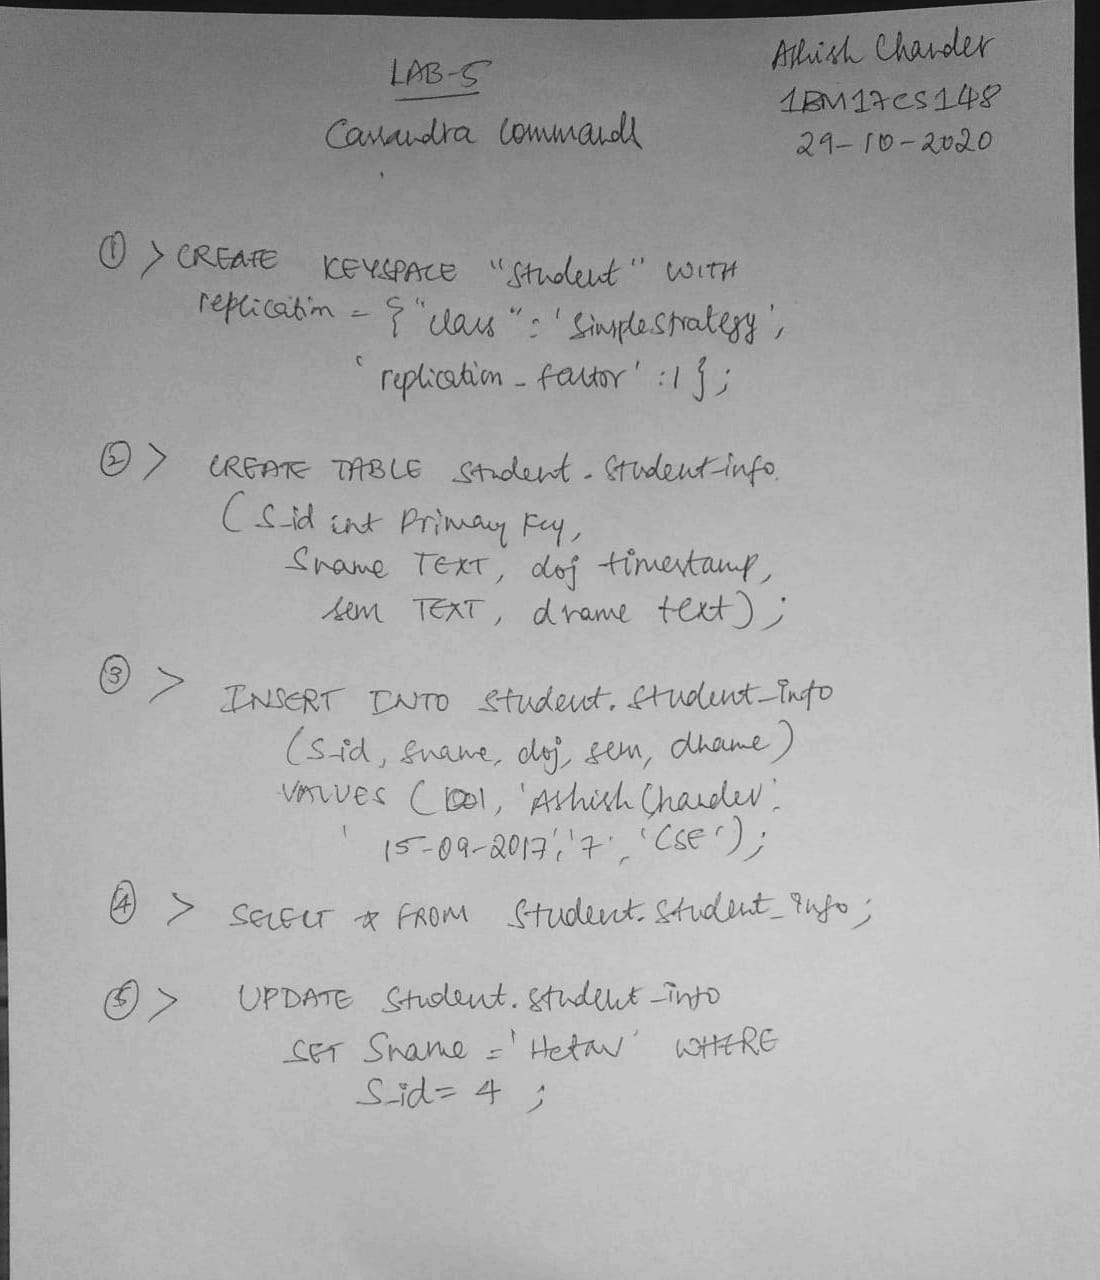 LAB-5
Cassandra Commands
Ashish Chander
1BM17CS148
29-10-2020
① > CREATE KEYSPACE "Student" WITH
replication = { "class" : 'Simplestrategy',
'replication_factor' : 1 } ;
② > CREATE TABLE Student.Student-info.
(S_id int Primary Key,
Sname TEXT, doj timestamp,
sem TEXT, dname text) ;
③ > INSERT INTO Student.Student_info
(S_id, sname, doj, sem, dname)
VALUES (1001, 'Ashish Chander'.
' 15-09-2017', '7', 'CSE') ;
④ > SELECT * FROM Student.Student_info ;
⑤ > UPDATE Student.student_info
SET Sname = 'Hetav' WHERE
S_id = 4 ;